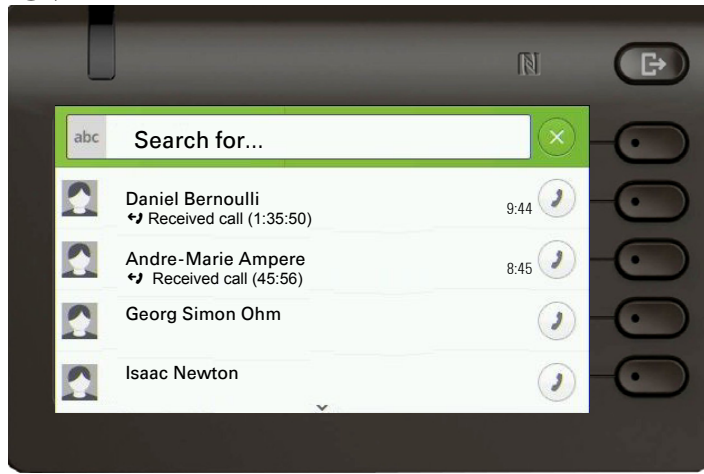 abc Search for...
Daniel Bernoulli
Received call (1:35:50)
9:44
Andre-Marie Ampere
Received call (45:56)
8:45
Georg Simon Ohm
Isaac Newton